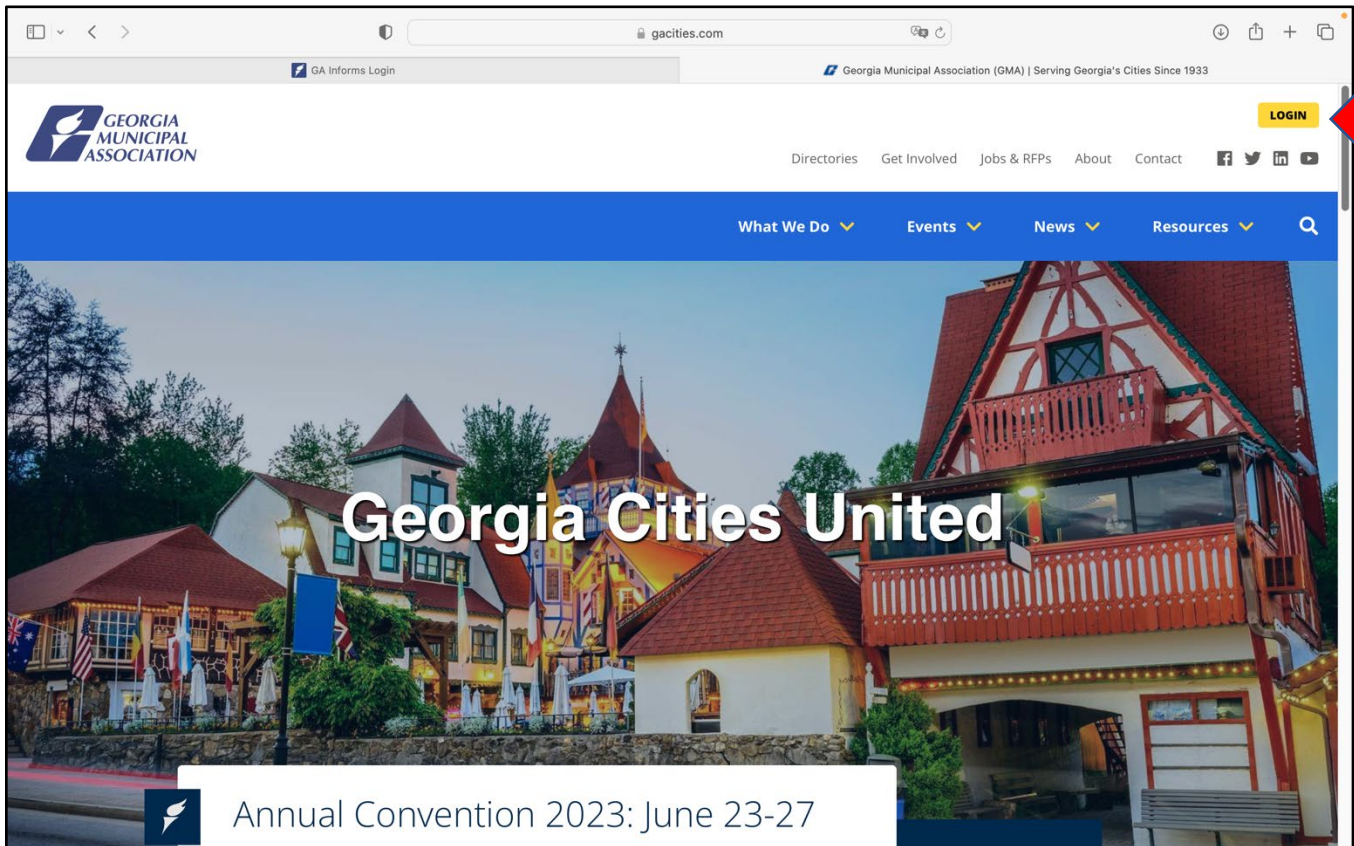 gacities.com
GA Informs Login
Georgia Municipal Association (GMA) | Serving Georgia's Cities Since 1933
GEORGIA
MUNICIPAL
ASSOCIATION
LOGIN
Directories Get Involved Jobs & RFPs About Contact
What We Do Events News Resources
Georgia Cities United
Annual Convention 2023: June 23-27